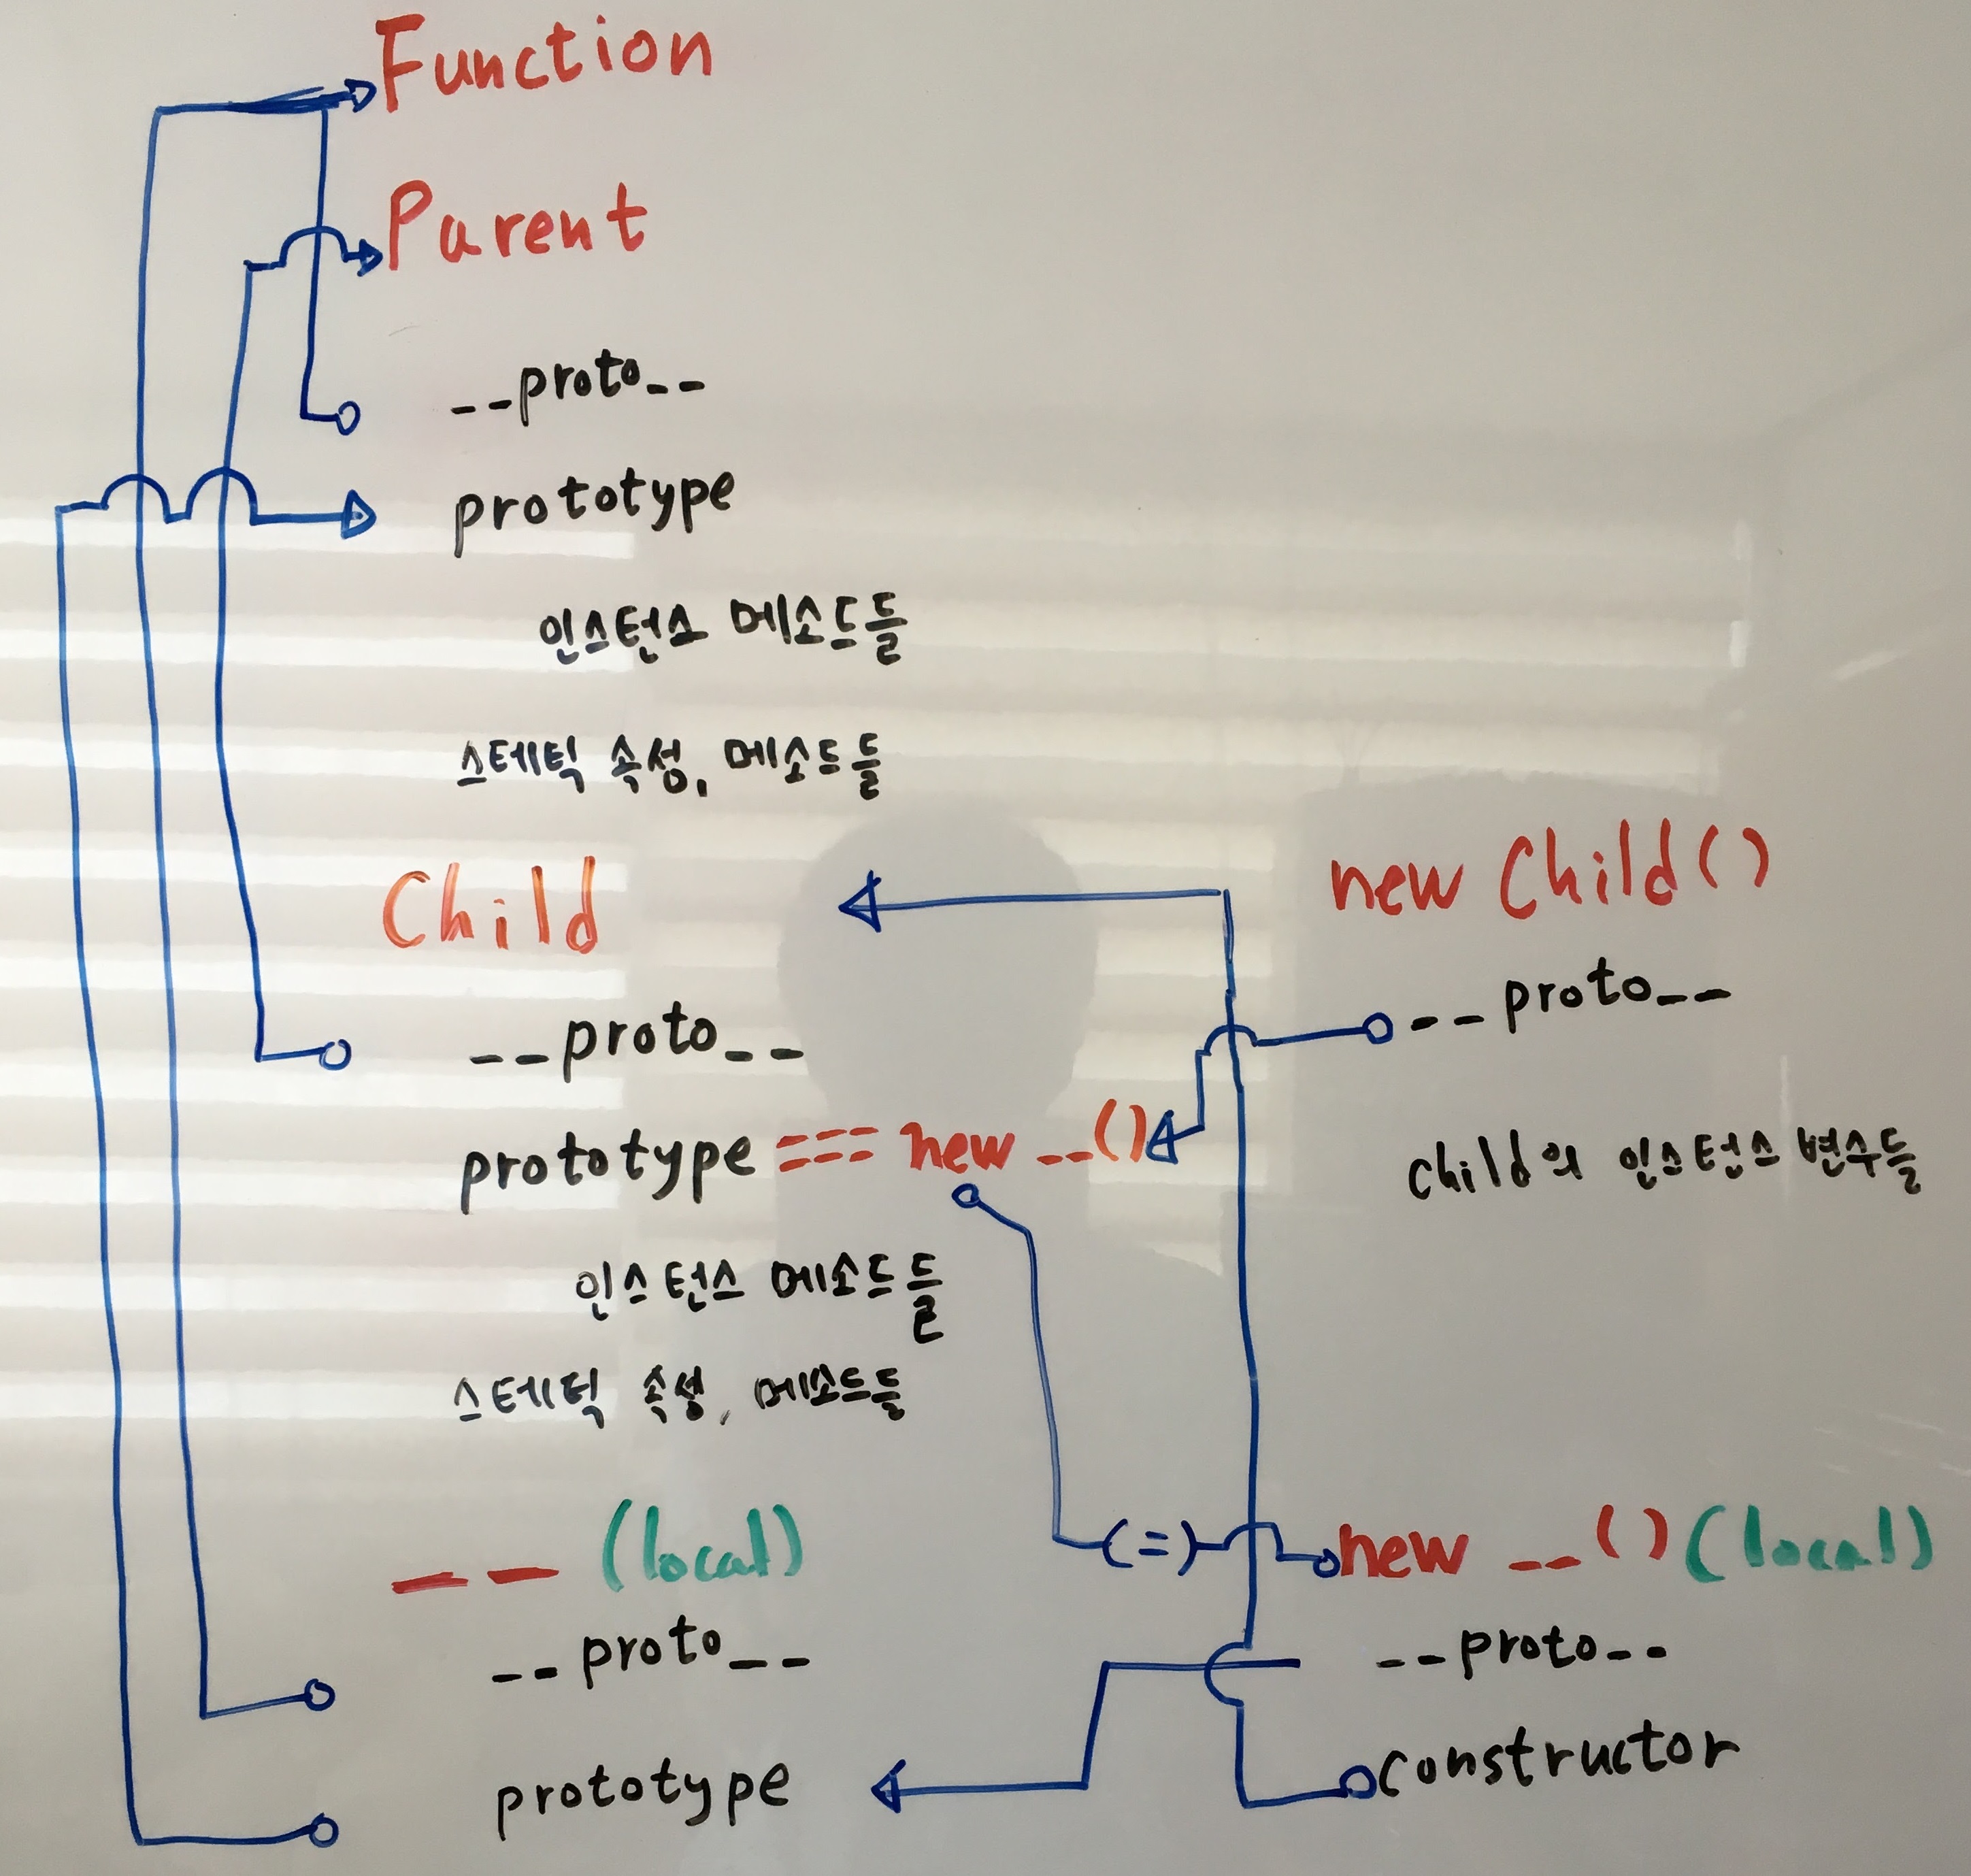 Function
Parent
__proto__
prototype
인스턴스 메소드들
스테틱 속성, 메소드들
Child
__proto__
prototype === new __()
인스턴스 메소드들
스테틱 속성, 메소드들
__ (local)
__proto__
prototype
new Child()
__proto__
Child의 인스턴스 변수들
(=)
new __() (local)
__proto__
constructor